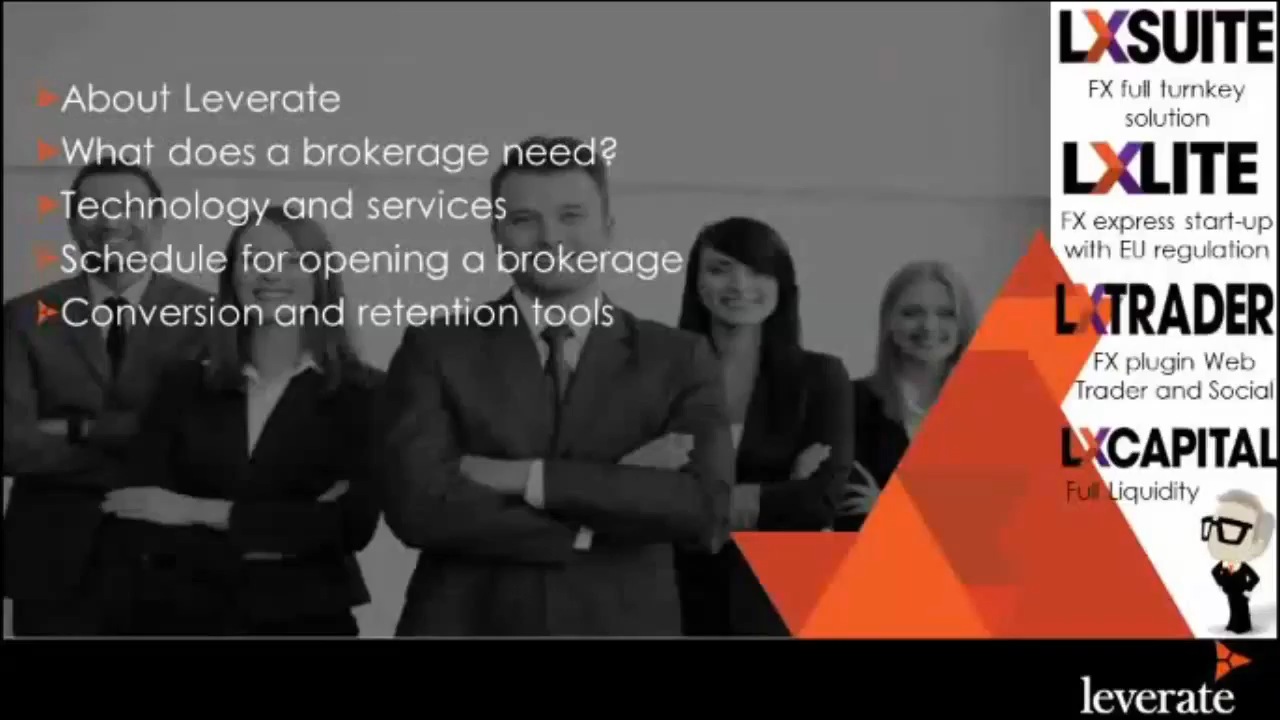 About Leverate
What does a brokerage need?
Technology and services
Schedule for opening a brokerage
Conversion and retention tools
LXSUITE
FX full turnkey
solution
LXLITE
FX express start-up
with EU regulation
LXTRADER
FX plugin Web
Trader and Social
LXCAPITAL
Full Liquidity
leverate